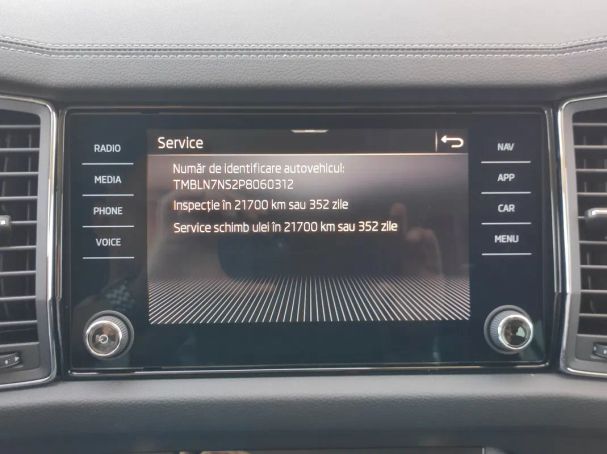 Service
Număr de identificare autovehicul:
TMBLN7NS2P8060312
Inspecție în 21700 km sau 352 zile
Service schimb ulei în 21700 km sau 352 zile
RADIO
MEDIA
PHONE
VOICE
NAV
APP
CAR
MENU